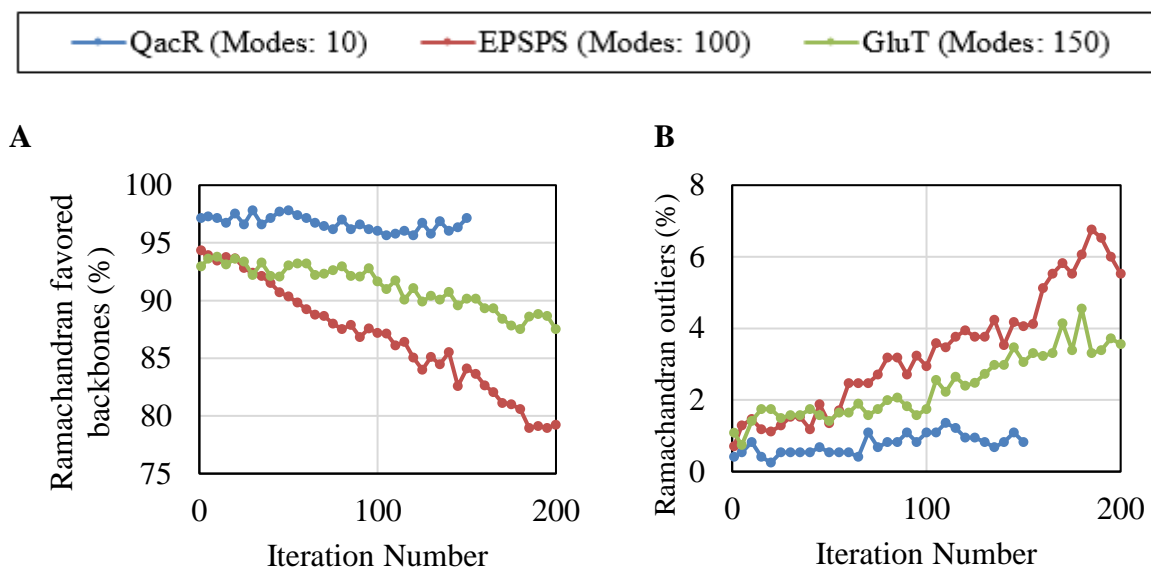 QacR (Modes: 10) EPSPS (Modes: 100) GluT (Modes: 150)
A
B
Ramachandran favored
backbones (%)
100
95
90
85
80
75
0 100 200
Iteration Number
Ramachandran outliers (%)
8
6
4
2
0
0 100 200
Iteration Number